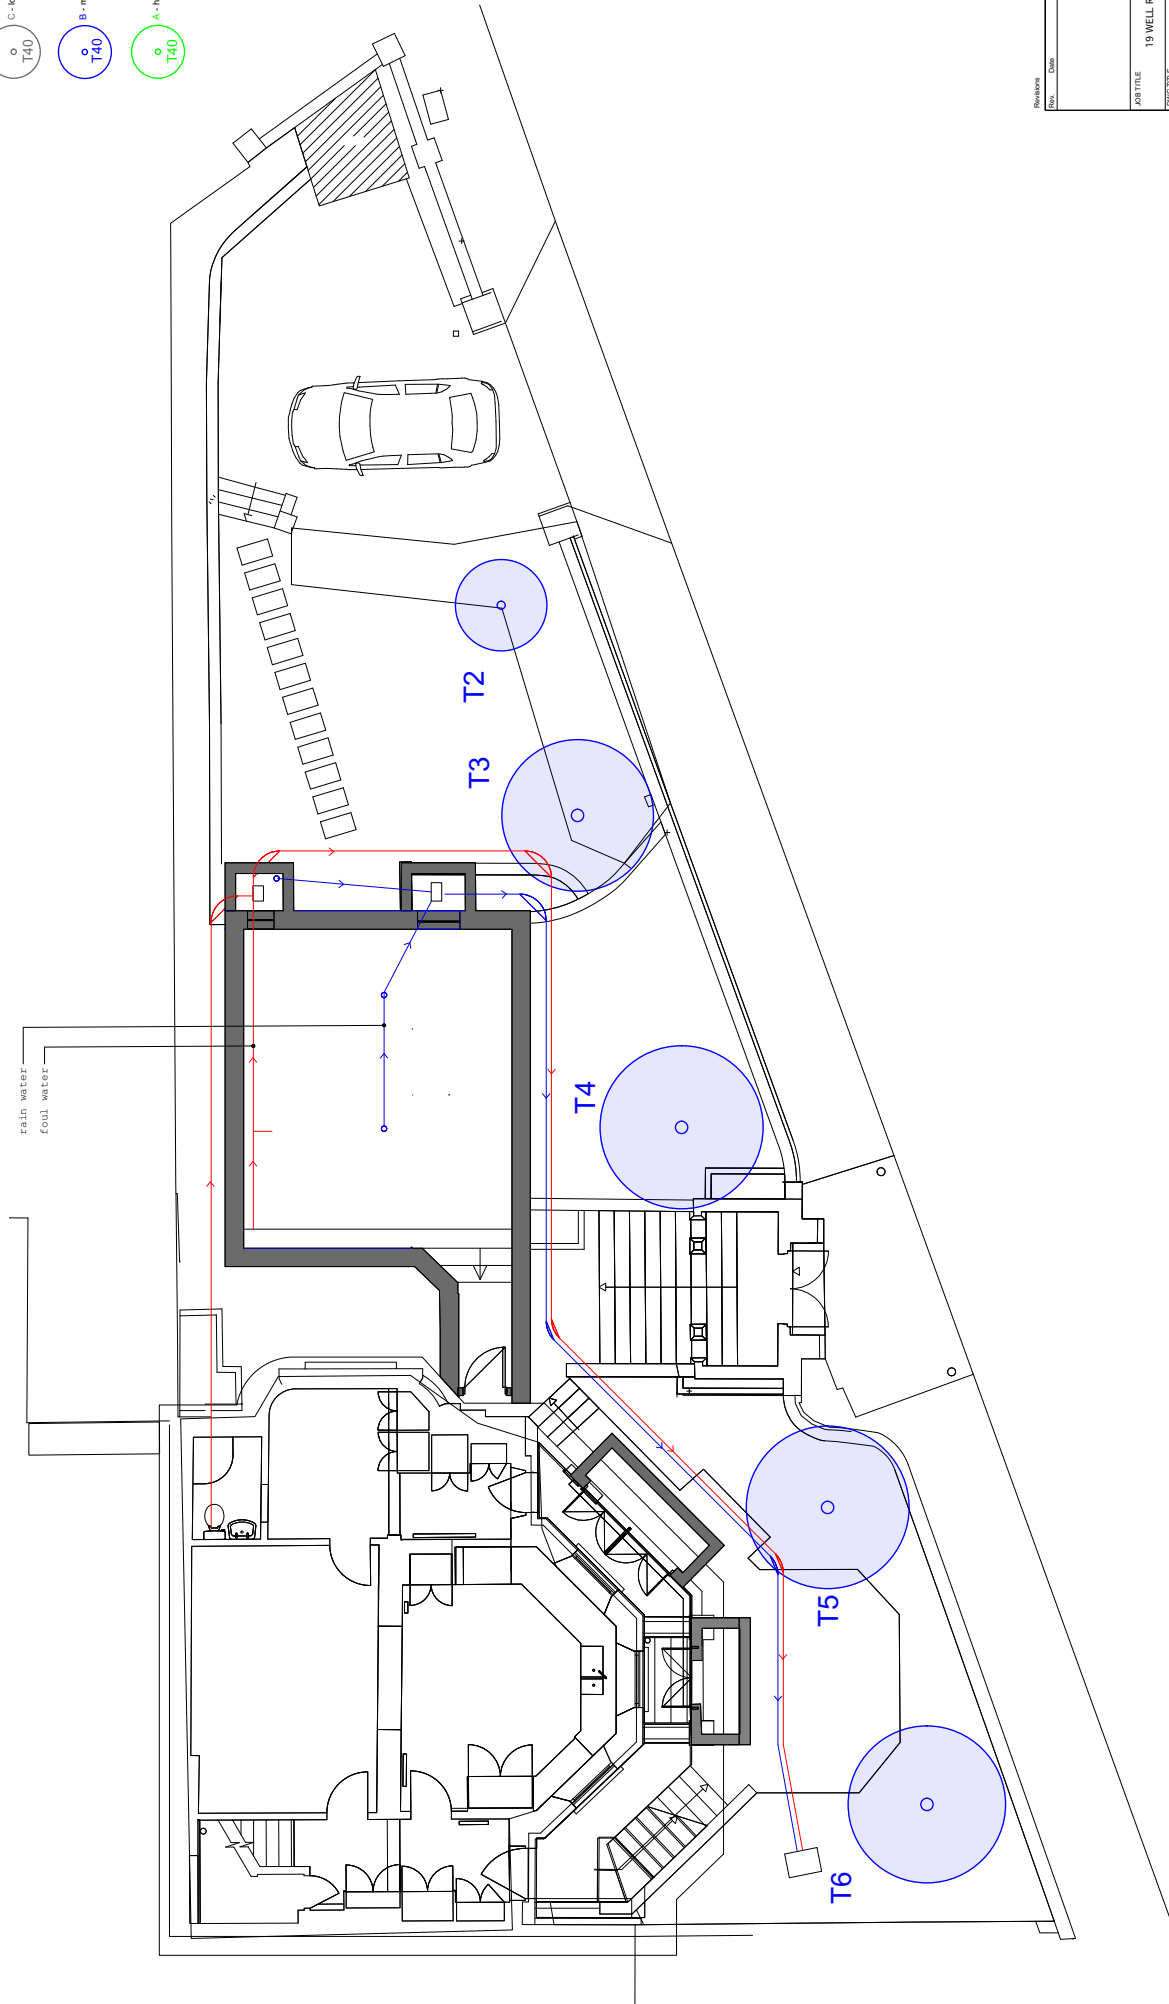 T40
T40
B - m
T40
A - h
Revisions
Rev.
Date
JOB TITLE
19 WELL R
rain water
foul water
T2
T3
T4
T5
T6